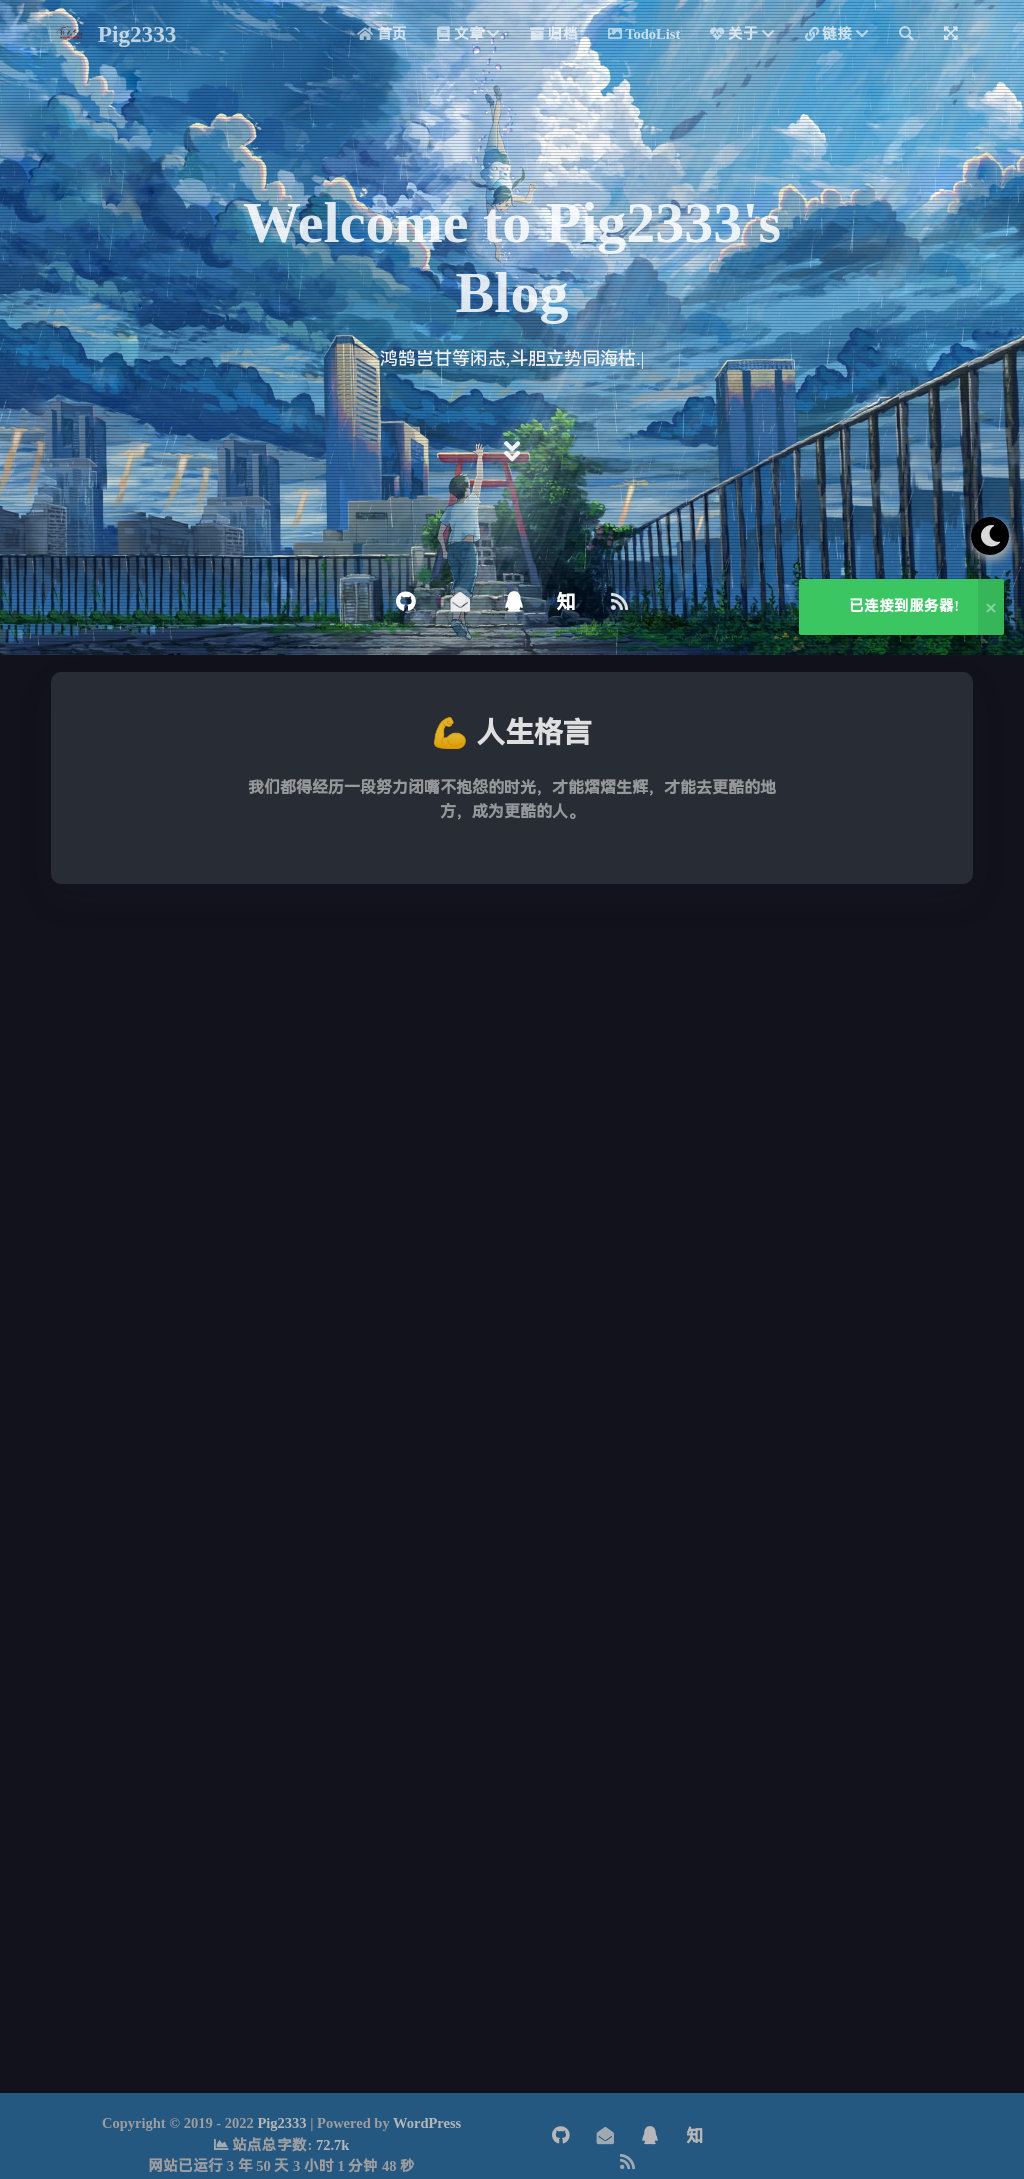 Pig2333
首页
文章
归档
TodoList
关于
链接
Welcome to Pig2333's
Blog
鸿鹄岂甘等闲志,斗胆立势同海枯.|
知
已连接到服务器!
×
💪 人生格言
我们都得经历一段努力闭嘴不抱怨的时光，才能熠熠生辉，才能去更酷的地
方，成为更酷的人。
Copyright © 2019 - 2022 Pig2333 | Powered by WordPress
站点总字数: 72.7k
网站已运行 3 年 50 天 3 小时 1 分钟 48 秒
知